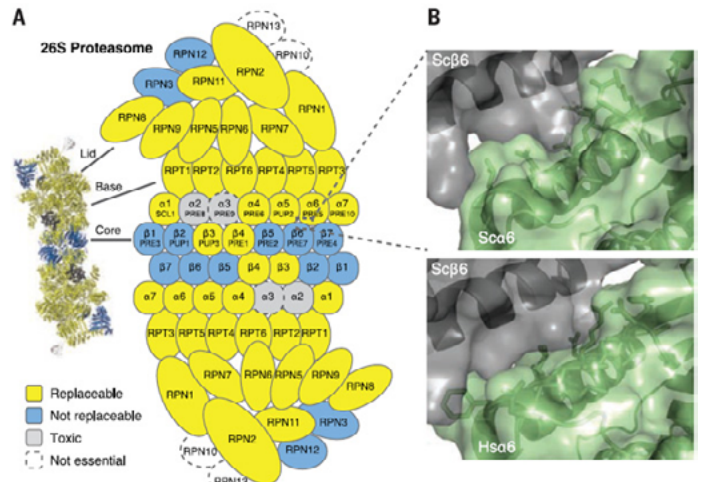 A
26S Proteasome
RPN13
RPN12
RPN10
RPN2
RPN3
RPN11
RPN1
RPN8
RPN9 RPN5 RPN6 RPN7
Lid
RPT1 RPT2 RPT6 RPT4 RPT5 RPT3
Base
α1 α2 α3 α4 α5 α6 α7
SCL1 PRE8 PRE9 PRE6 PUP2 PRE5 PRE10
Core
β1 β2 β3 β4 β5 β6 β7
PRE3 PUP1 PUP3 PRE1 PRE2 PRE7 PRE4
β7 β6 β5 β4 β3 β2 β1
α7 α6 α5 α4 α3 α2 α1
RPT3 RPT5 RPT4 RPT6 RPT2 RPT1
RPN7 RPN6 RPN5 RPN9
RPN8
RPN1
RPN11 RPN3
RPN2
RPN10 RPN12
Replaceable
Not replaceable
Toxic
Not essential
B
Scβ6
Scα6
Scβ6
Hsα6